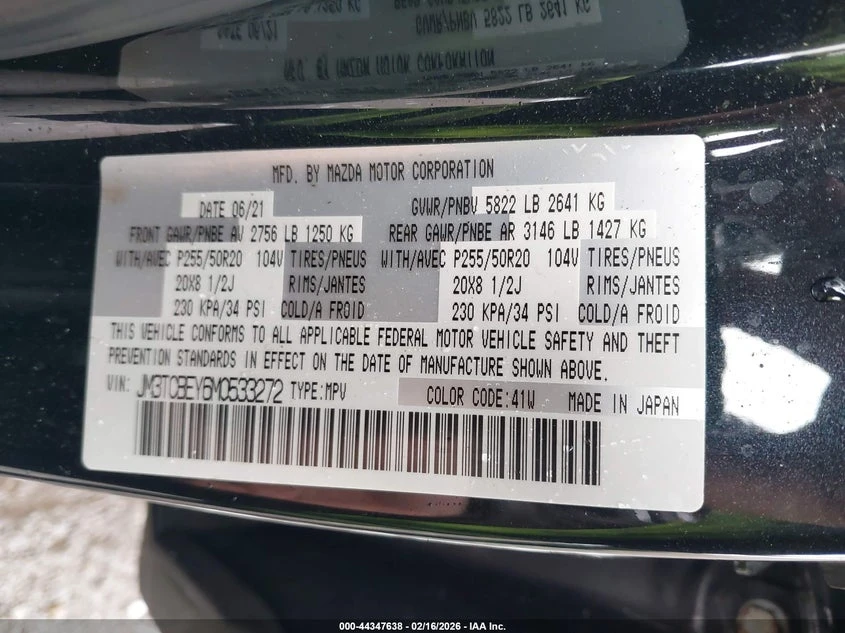 MFD. BY MAZDA MOTOR CORPORATION
DATE 06/21 GVWR/PNBV 5822 LB 2641 KG
FRONT GAWR/PNBE AV 2756 LB 1250 KG REAR GAWR/PNBE AR 3146 LB 1427 KG
WITH/AVEC P255/50R20 104V TIRES/PNEUS WITH/AVEC P255/50R20 104V TIRES/PNEUS
20X8 1/2J RIMS/JANTES 20X8 1/2J RIMS/JANTES
230 KPA/34 PSI COLD/A FROID 230 KPA/34 PSI COLD/A FROID
THIS VEHICLE CONFORMS TO ALL APPLICABLE FEDERAL MOTOR VEHICLE SAFETY AND THEFT
PREVENTION STANDARDS IN EFFECT ON THE DATE OF MANUFACTURE SHOWN ABOVE.
VIN: JM3TCBEY6M0533272 TYPE:MPV COLOR CODE:41W MADE IN JAPAN
000-44347638 - 02/16/2026 - IAA Inc.